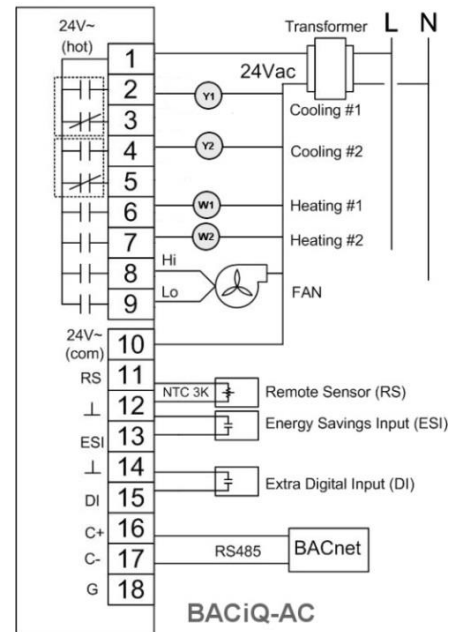 24V~
(hot)
Transformer
L N
1
24Vac
2
Y1
Cooling #1
3
4
Y2
Cooling #2
5
6
W1
Heating #1
7
W2
Heating #2
Hi
8
Lo
9
FAN
24V~
(com)
10
RS
11
NTC 3K
Remote Sensor (RS)
⊥
12
Energy Savings Input (ESI)
ESI
13
⊥
14
Extra Digital Input (DI)
DI
15
C+
16
RS485
BACnet
C-
17
G
18
BACiQ-AC